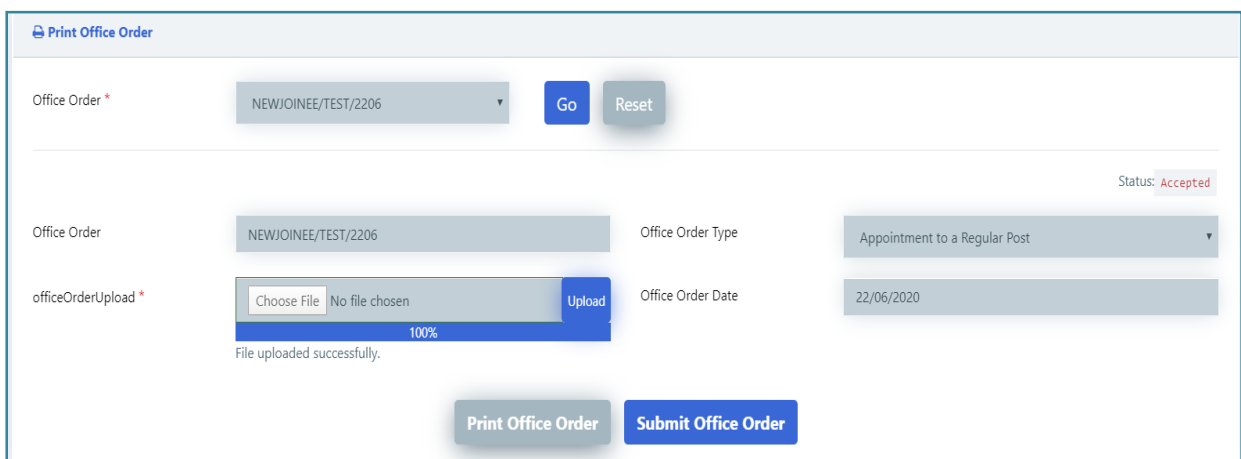 Print Office Order
Office Order * NEWJOINEE/TEST/2206 Go Reset
Status: Accepted
Office Order NEWJOINEE/TEST/2206 Office Order Type Appointment to a Regular Post
officeOrderUpload * Choose File No file chosen Upload Office Order Date 22/06/2020
100%
File uploaded successfully.
Print Office Order Submit Office Order